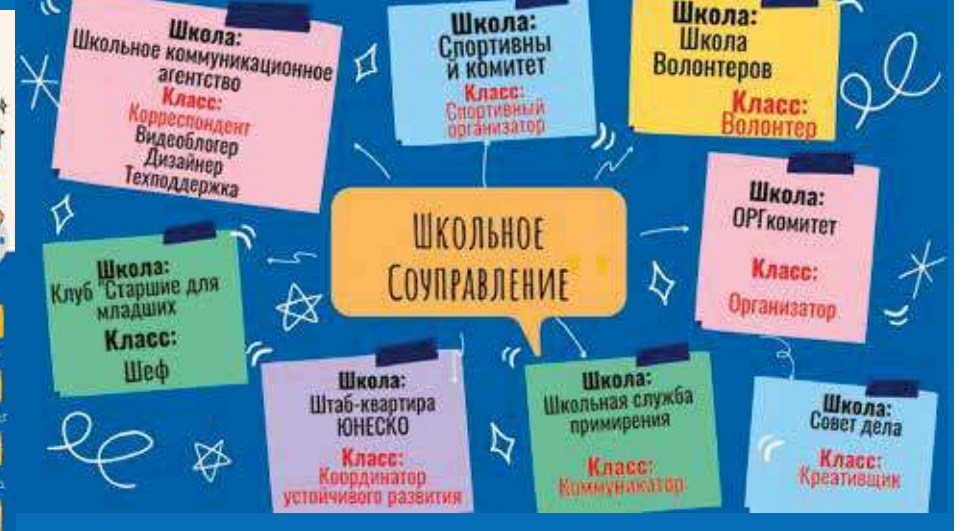 Школа:
Школьное коммуникационное
агентство
Класс:
Корреспондент
Видеоблогер
Дизайнер
Техподдержка
Школа:
Спортивны
й комитет
Класс:
Спортивный
организатор
Школа:
Школа
Волонтеров
Класс:
Волонтер
Школьное
Соуправление
Школа:
ОРГкомитет
Класс:
Организатор
Школа:
Клуб "Старшие для
младших
Класс:
Шеф
Школа:
Штаб-квартира
ЮНЕСКО
Класс:
Координатор
устойчивого развития
Школа:
Школьная служба
примирения
Класс:
Коммуникатор
Школа:
Совет дела
Класс:
Креативщик